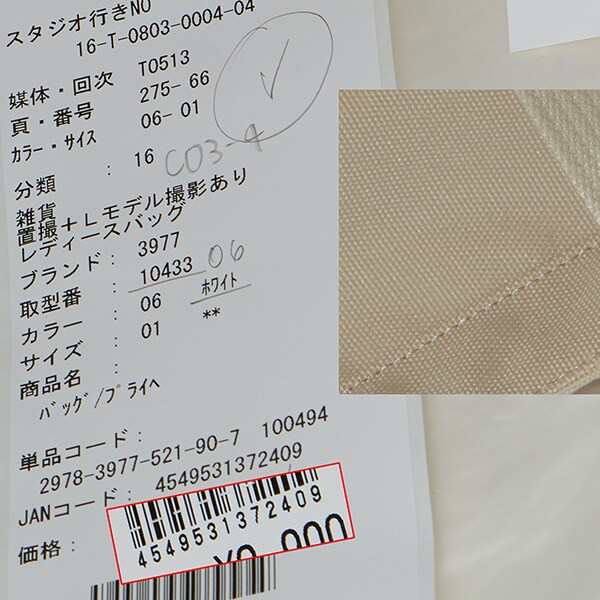 スタジオ行きNO
16-T-0803-0004-04
媒体・回次 T0513
頁・番号 275-66
カラー・サイズ 06-01
分類 : 16 C03-4
雑貨
置撮+Lモデル撮影あり
レディースバッグ
ブランド: 3977
取型番 : 10433 06
カラー : 06 ホワイト
サイズ : 01 **
商品名 :
バッグ/プライベ
単品コード: 100494
2978-3977-521-90-7
JANコード: 4549531372409
価格:
4549531372409